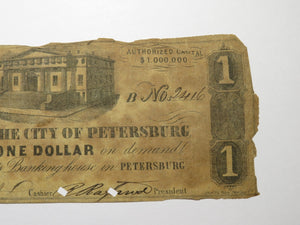 AUTHORIZED CAPITAL
$1,000,000
1
B No. 2416
THE CITY OF PETERSBURG
ONE DOLLAR on demand
Banking house in PETERSBURG
1
Cashier President